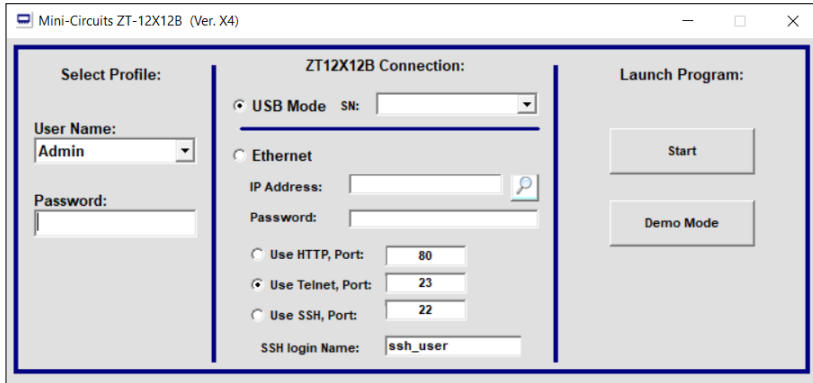 Mini-Circuits ZT-12X12B (Ver. X4)
Select Profile:
User Name:
Admin
Password:
ZT12X12B Connection:
USB Mode SN:
Ethernet
IP Address:
Password:
Use HTTP, Port: 80
Use Telnet, Port: 23
Use SSH, Port: 22
SSH login Name: ssh_user
Launch Program:
Start
Demo Mode